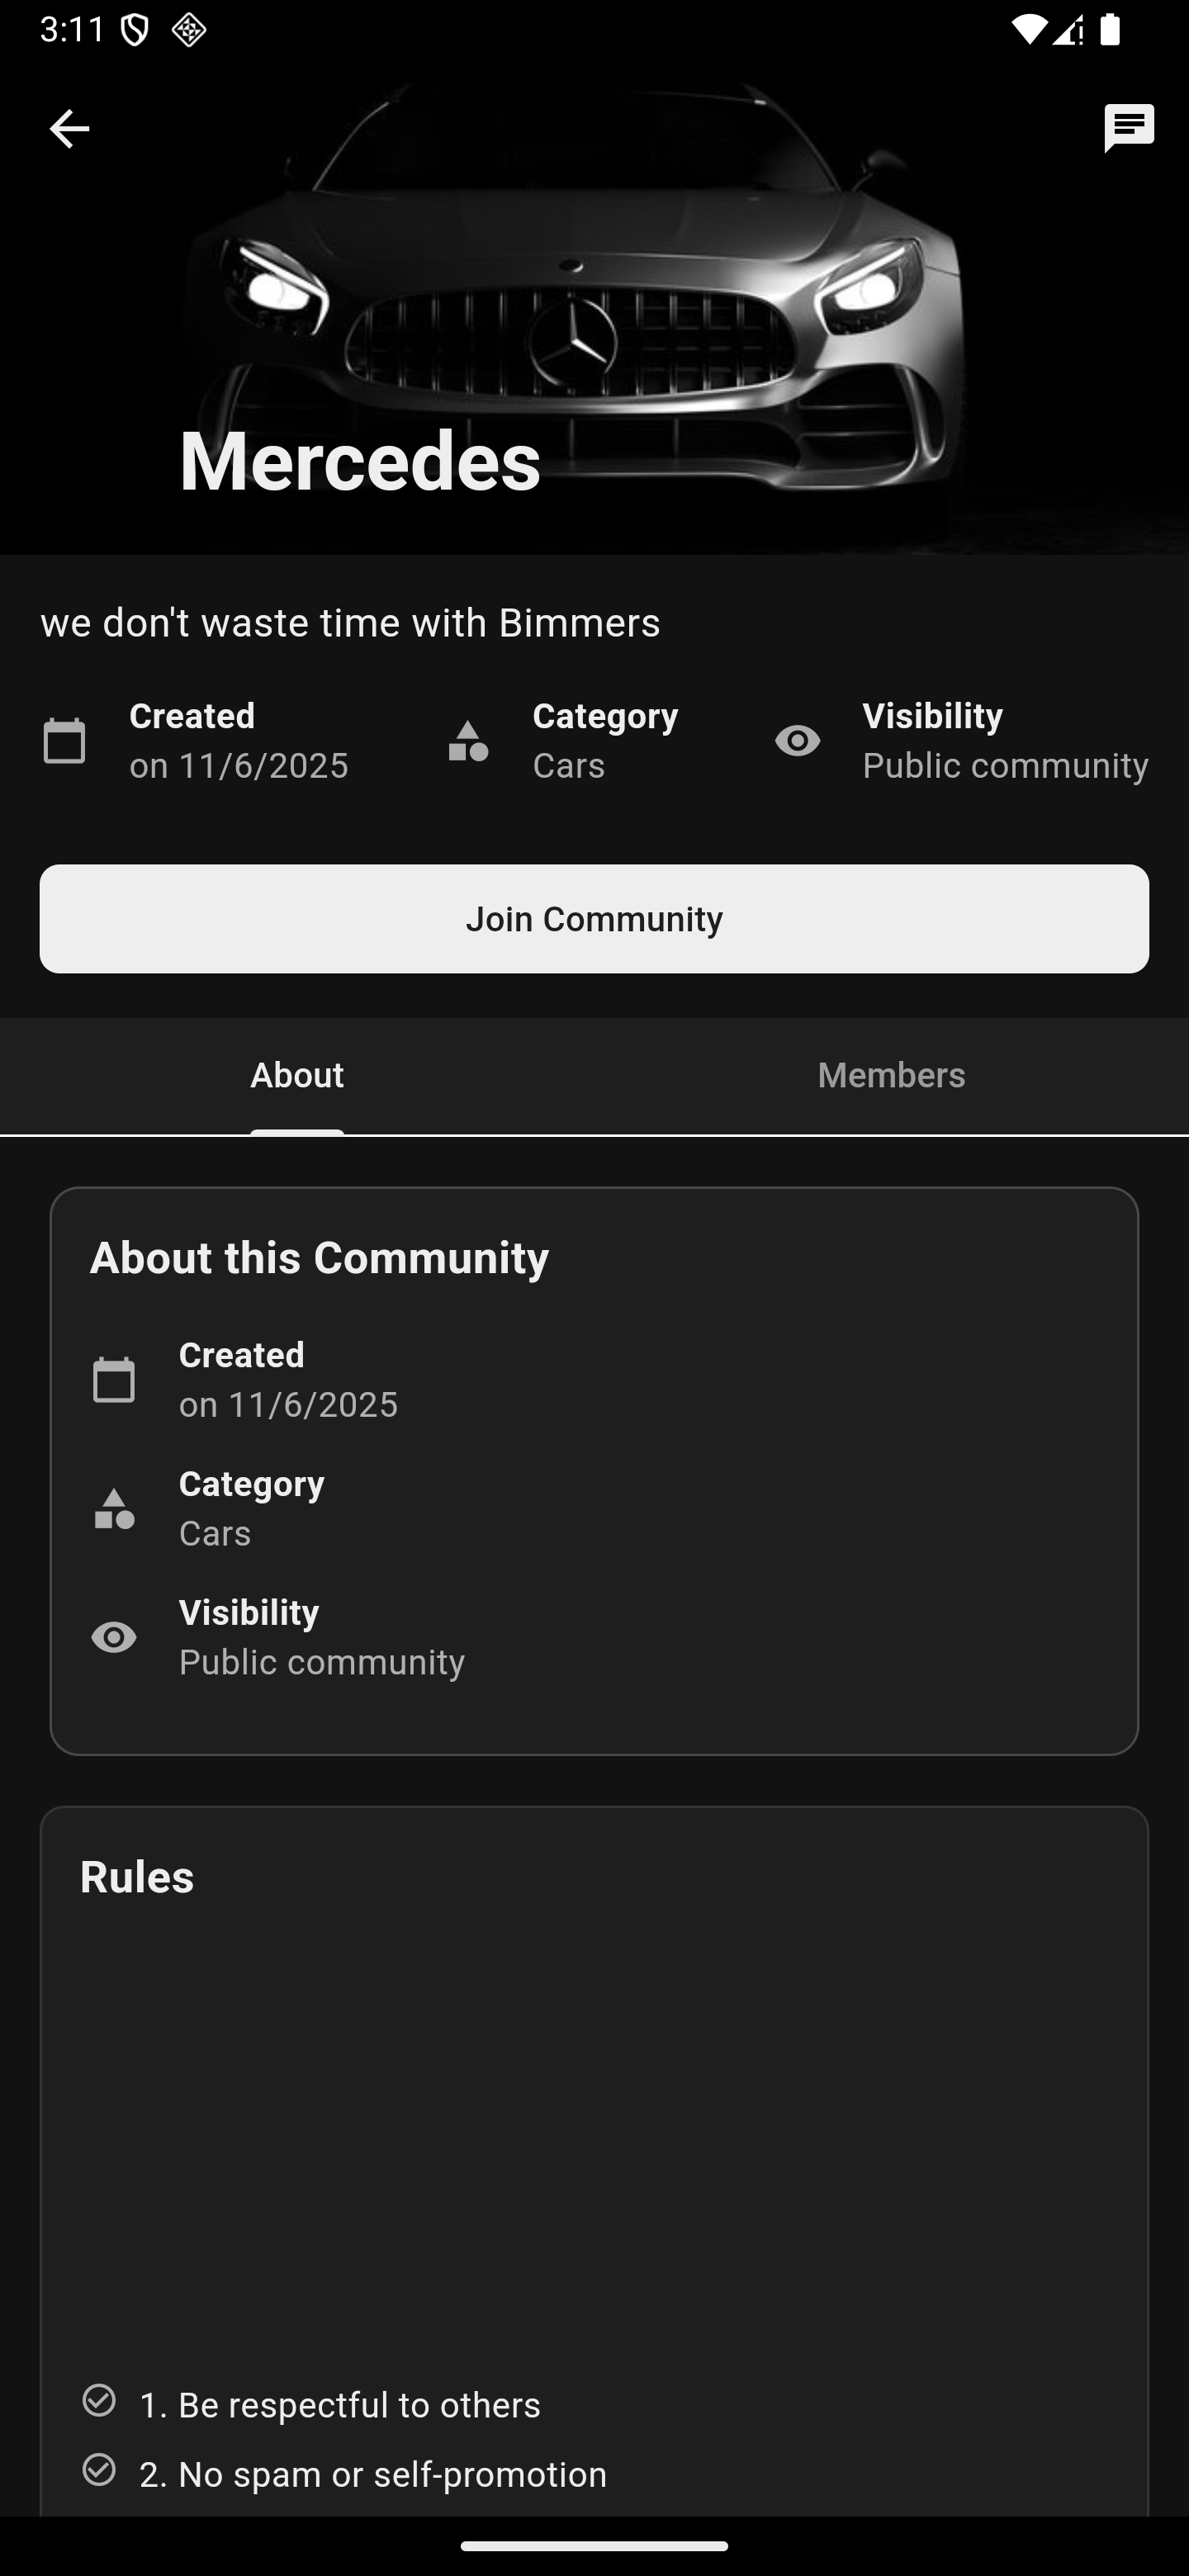 3:11
Mercedes
we don't waste time with Bimmers
Created
on 11/6/2025
Category
Cars
Visibility
Public community
Join Community
About
Members
About this Community
Created
on 11/6/2025
Category
Cars
Visibility
Public community
Rules
1. Be respectful to others
2. No spam or self-promotion